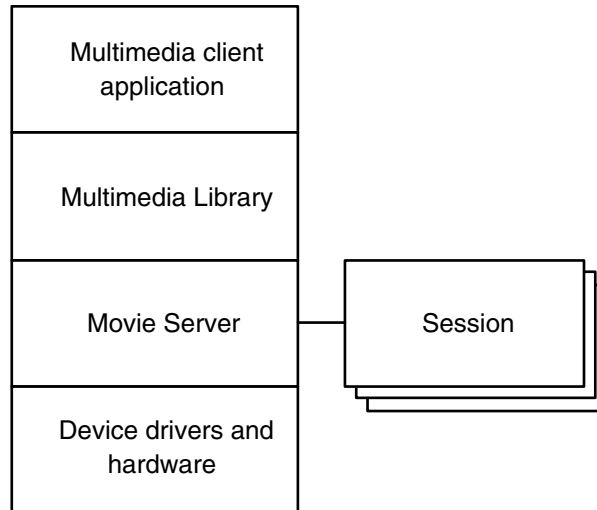 Multimedia client
application
Multimedia Library
Movie Server
Session
Device drivers and
hardware